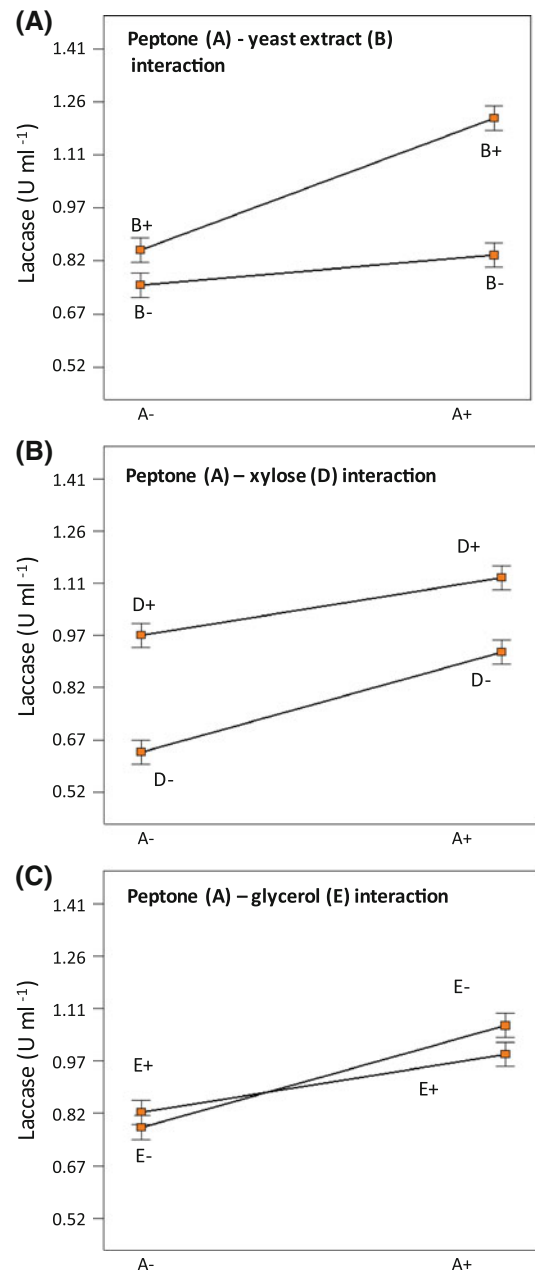 (A)
Peptone (A) - yeast extract (B)
interaction
Laccase (U ml -1)
1.41
1.26
1.11
0.97
0.82
0.67
0.52
B+
B+
B-
B-
A-
A+
(B)
Peptone (A) – xylose (D) interaction
Laccase (U ml -1)
1.41
1.26
1.11
0.97
0.82
0.67
0.52
D+
D+
D-
D-
A-
A+
(C)
Peptone (A) – glycerol (E) interaction
Laccase (U ml -1)
1.41
1.26
1.11
0.97
0.82
0.67
0.52
E-
E+
E+
E-
A-
A+